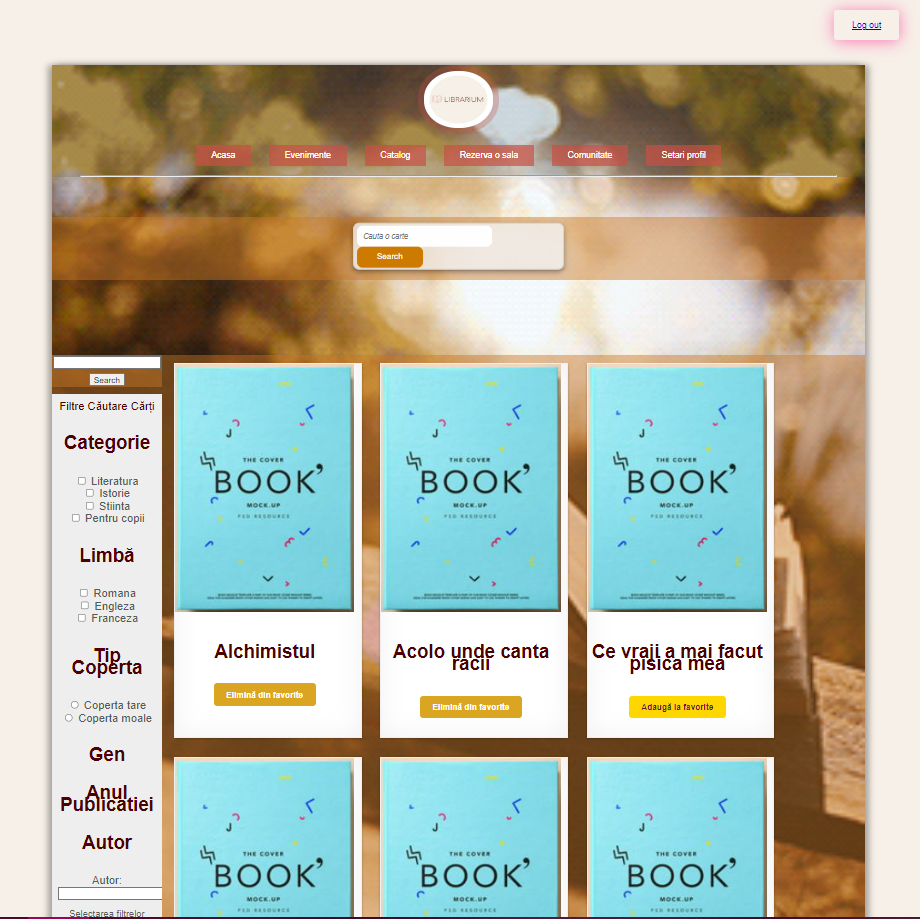 Log out
LIBRARIUM
Acasa
Evenimente
Catalog
Rezerva o sala
Comunitate
Setari profil
Cauta o carte
Search
Search
Filtre Căutare Cărți
Categorie
Literatura
Istorie
Stiinta
Pentru copii
Limbă
Romana
Engleza
Franceza
Tip
Coperta
Coperta tare
Coperta moale
Gen
Anul
Publicatiei
Autor
Autor:
Selectarea filtrelor
THE COVER
BOOK
MOCK.UP
PSD RESOURCE
Alchimistul
Elimină din favorite
THE COVER
BOOK
MOCK.UP
PSD RESOURCE
Acolo unde canta
racii
Elimină din favorite
THE COVER
BOOK
MOCK.UP
PSD RESOURCE
Ce vraji a mai facut
pisica mea
Adaugă la favorite
THE COVER
BOOK
MOCK.UP
PSD RESOURCE
THE COVER
BOOK
MOCK.UP
PSD RESOURCE
THE COVER
BOOK
MOCK.UP
PSD RESOURCE